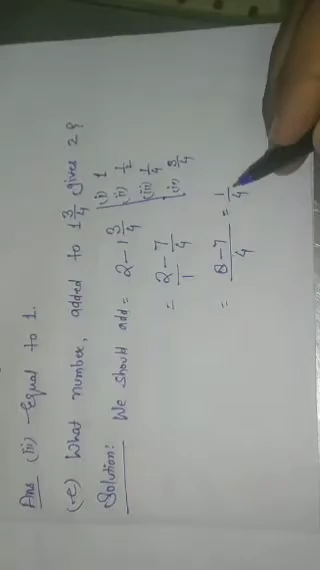 Ans (iii) Equal to 1.
(e) What number, added to 1 3/4 gives 2?
(i) 1
(ii) 1/2
(iii) 1/4
(iv) 3/4
Solution: We should add = 2 - 1 3/4
= 2/1 - 7/4
= 8-7/4 = 1/4